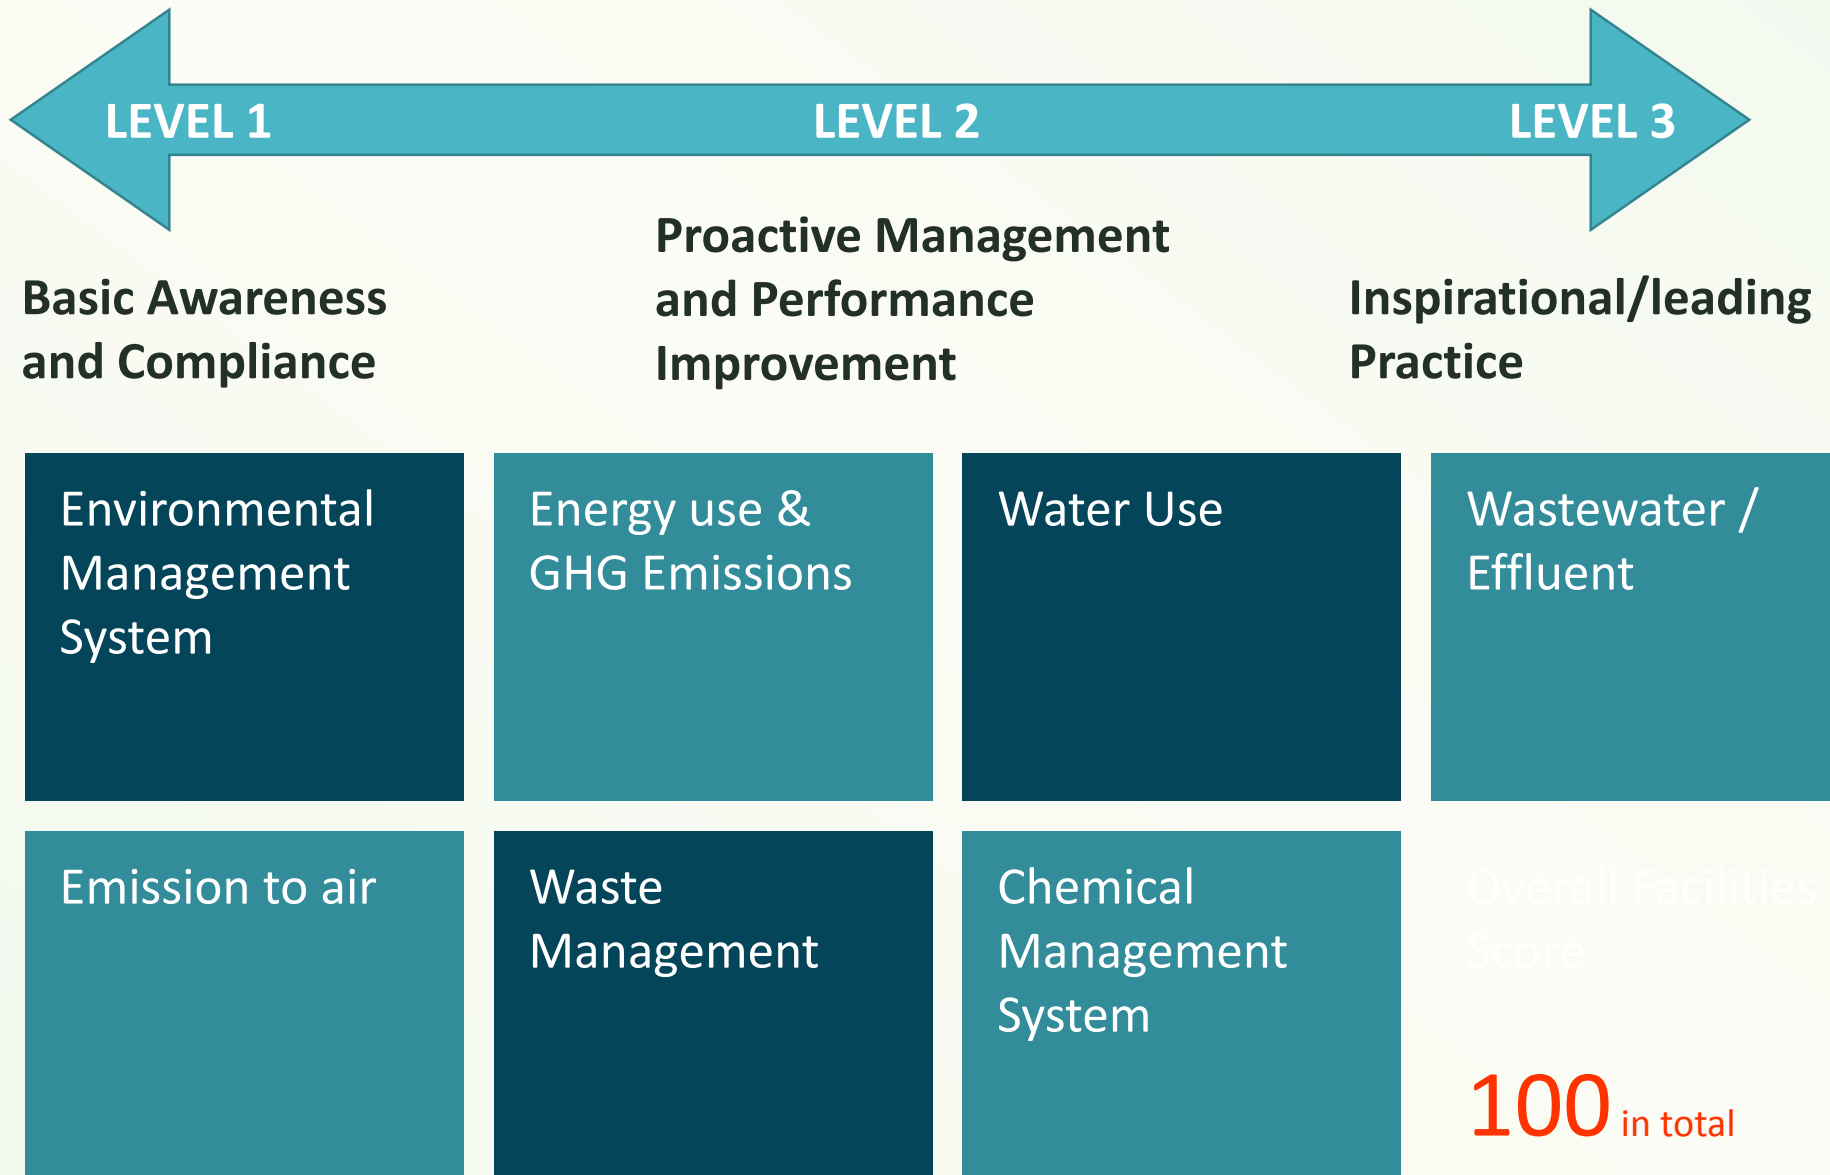 LEVEL 1
LEVEL 2
LEVEL 3
Basic Awareness
and Compliance
Proactive Management
and Performance
Improvement
Inspirational/leading
Practice
Environmental
Management
System
Energy use &
GHG Emissions
Water Use
Wastewater /
Effluent
Emission to air
Waste
Management
Chemical
Management
System
Overall Facilities
Score
100 in total